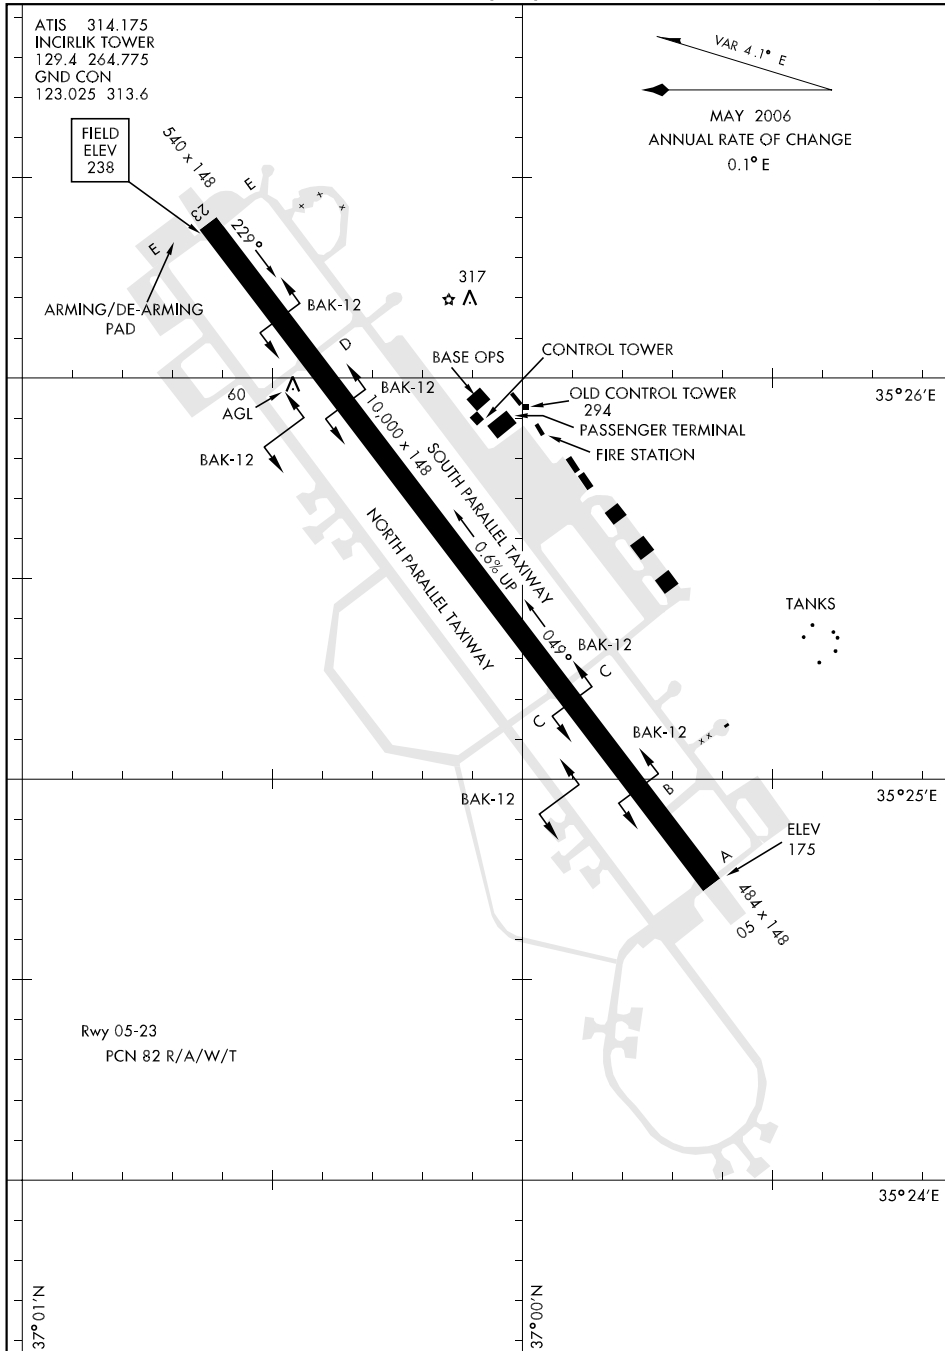 ATIS 314.175
INCIRLIK TOWER
129.4 264.775
GND CON
123.025 313.6
VAR 4.1° E
MAY 2006
ANNUAL RATE OF CHANGE
0.1° E
FIELD
ELEV
238
540 x 148
E
23
229°
E
ARMING/DE-ARMING
PAD
BAK-12
317
D
BASE OPS
CONTROL TOWER
60
AGL
BAK-12
OLD CONTROL TOWER
294
35°26'E
PASSENGER TERMINAL
FIRE STATION
BAK-12
10,000 x 148
SOUTH PARALLEL TAXIWAY
NORTH PARALLEL TAXIWAY
0.6% UP
049°
TANKS
BAK-12
C
C
BAK-12
B
BAK-12
35°25'E
ELEV
175
A
484 x 148
05
Rwy 05-23
PCN 82 R/A/W/T
35°24'E
37°01'N
37°00'N